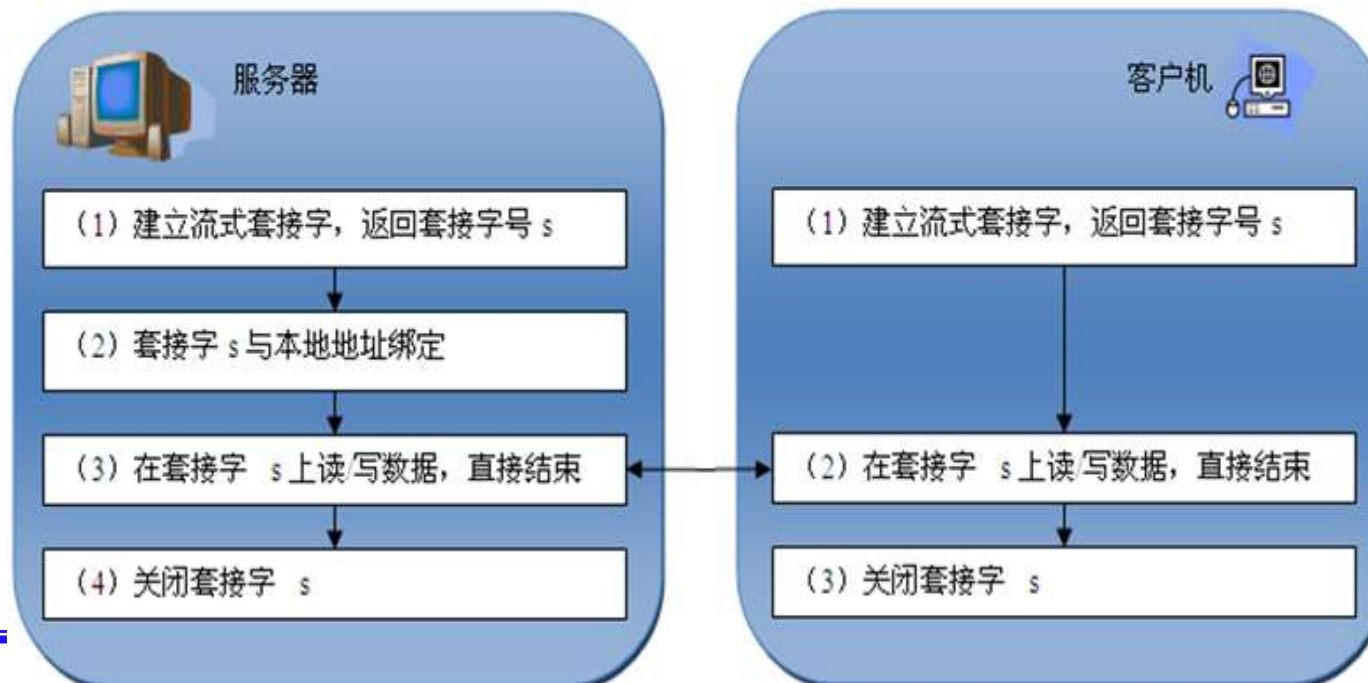 服务器
(1) 建立流式套接字，返回套接字号 s
(2) 套接字 s 与本地地址绑定
(3) 在套接字 s 上读/写数据，直接结束
(4) 关闭套接字 s
客户机
(1) 建立流式套接字，返回套接字号 s
(2) 在套接字 s 上读/写数据，直接结束
(3) 关闭套接字 s